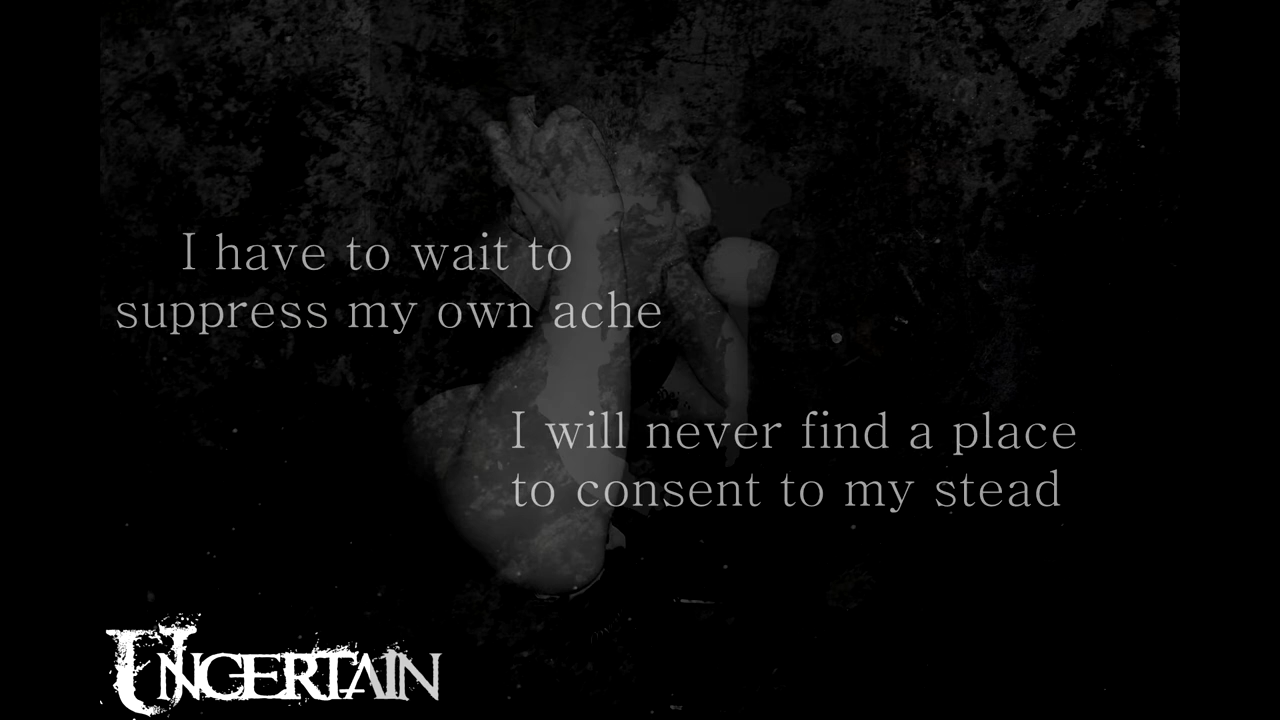 I have to wait to
suppress my own ache
I will never find a place
to consent to my stead
UNCERTAIN